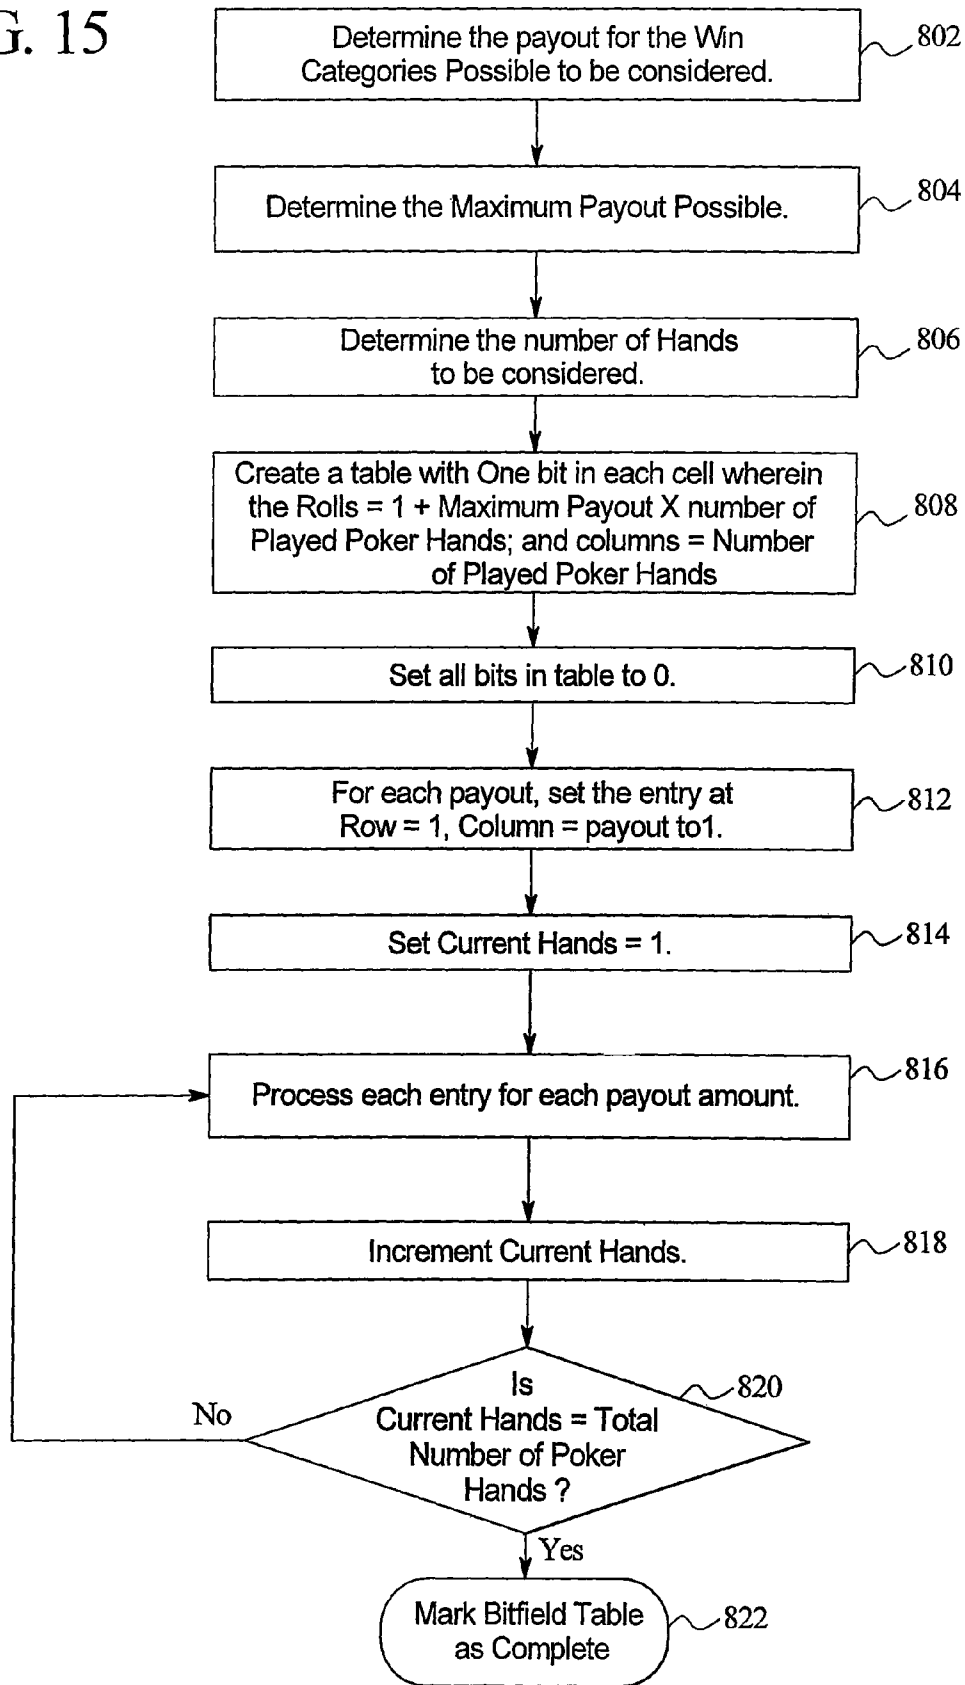 G. 15
Determine the payout for the Win
Categories Possible to be considered.
802
Determine the Maximum Payout Possible.
804
Determine the number of Hands
to be considered.
806
Create a table with One bit in each cell wherein
the Rolls = 1 + Maximum Payout X number of
Played Poker Hands; and columns = Number
of Played Poker Hands
808
Set all bits in table to 0.
810
For each payout, set the entry at
Row = 1, Column = payout to1.
812
Set Current Hands = 1.
814
Process each entry for each payout amount.
816
Increment Current Hands.
818
Is
Current Hands = Total
Number of Poker
Hands ?
820
No
Yes
Mark Bitfield Table
as Complete
822